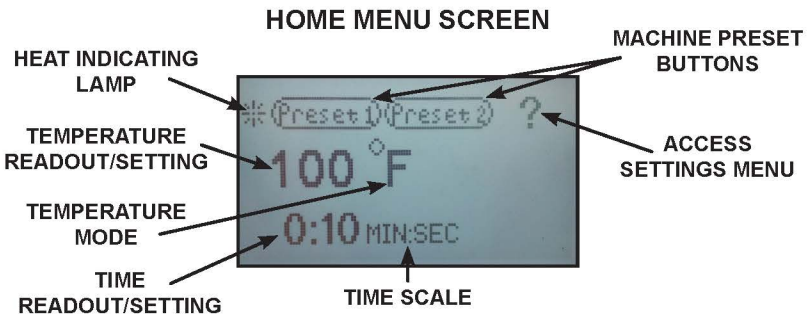 HOME MENU SCREEN
HEAT INDICATING
LAMP
MACHINE PRESET
BUTTONS
Preset 1 Preset 2 ?
TEMPERATURE
READOUT/SETTING
100 °F
ACCESS
SETTINGS MENU
TEMPERATURE
MODE
0:10 MIN:SEC
TIME
READOUT/SETTING
TIME SCALE